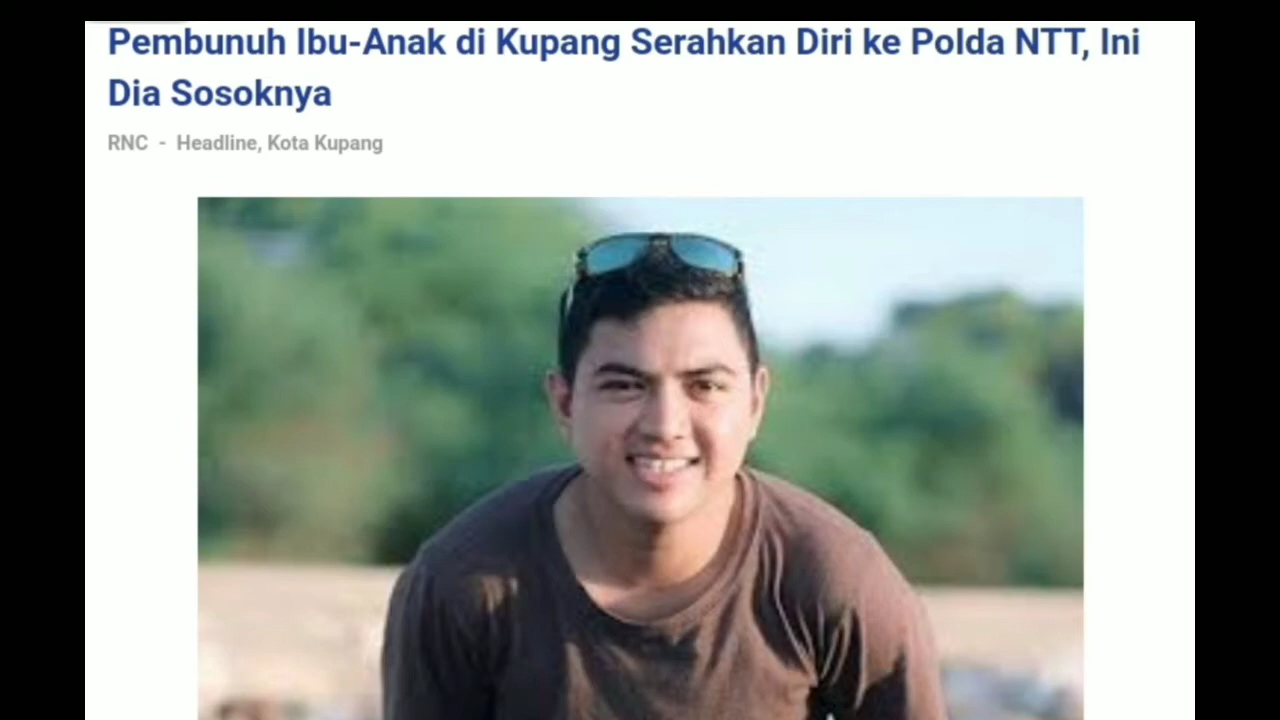 Pembunuh Ibu-Anak di Kupang Serahkan Diri ke Polda NTT, Ini
Dia Sosoknya
RNC - Headline, Kota Kupang